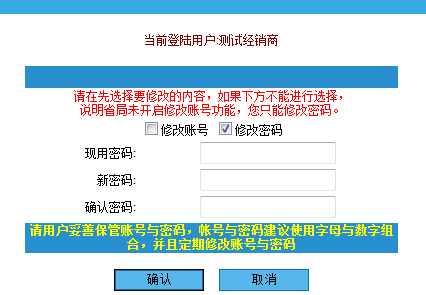 当前登陆用户:测试经销商
请在先选择要修改的内容，如果下方不能进行选择，
说明省局未开启修改账号功能，您只能修改密码。
修改账号 修改密码
现用密码:
新密码:
确认密码:
请用户妥善保管账号与密码，帐号与密码建议使用字母与数字组
合，并且定期修改账号与密码
确认 取消